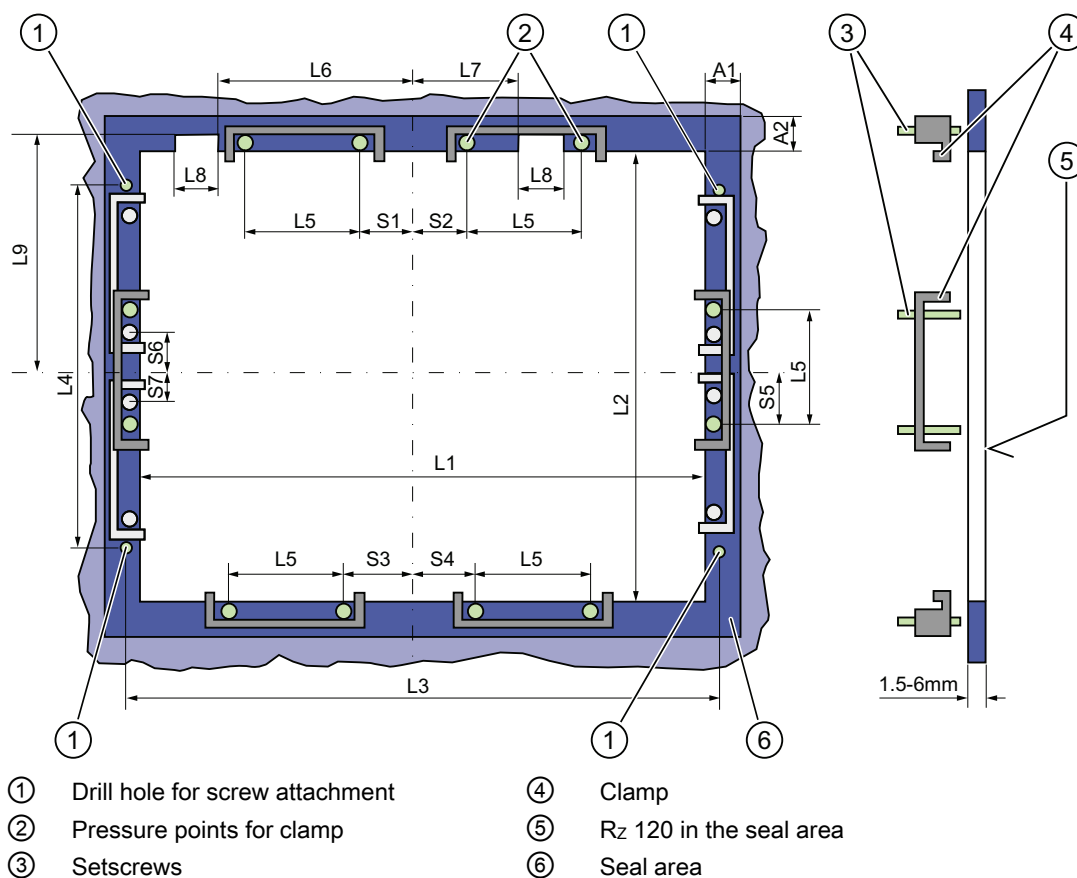 ① ② ① ③ ④
L6 L7 A1
A2
L8 L8
⑤
L5 S1 S2 L5
L9
S6
L4 S7 L2 S5 L5
L1
L5 S3 S4 L5
L3 1.5-6mm
① ① ⑥
① Drill hole for screw attachment
② Pressure points for clamp
③ Setscrews
④ Clamp
⑤ Rz 120 in the seal area
⑥ Seal area